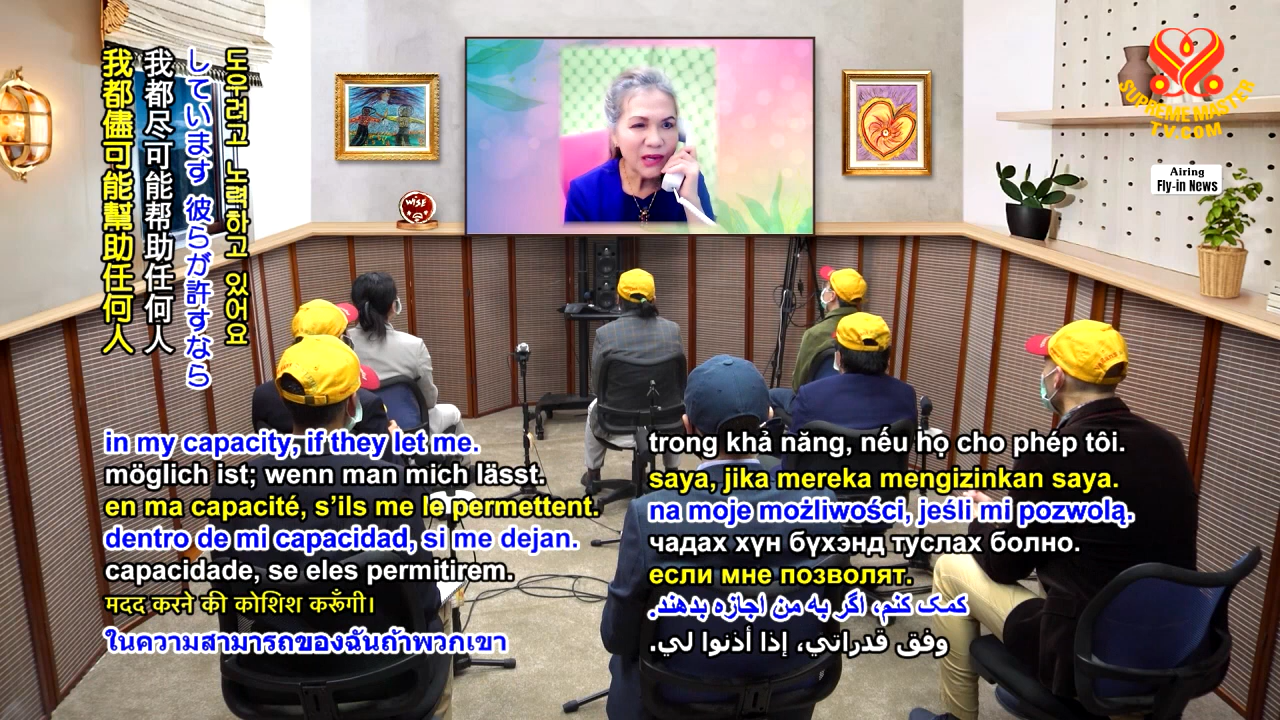 도우려고 노력하고 있어요
しています 彼らが許すなら
我都尽可能帮助任何人
我都儘可能幫助任何人
WISE
SUPREME MASTER
TV.COM
Airing
Fly-in News
in my capacity, if they let me.
möglich ist; wenn man mich lässt.
en ma capacité, s’ils me le permettent.
dentro de mi capacidad, si me dejan.
capacidade, se eles permitirem.
मदद करने की कोशिश करूँगी।
ในความสามารถของฉันถ้าพวกเขา
trong khả năng, nếu họ cho phép tôi.
saya, jika mereka mengizinkan saya.
na moje możliwości, jeśli mi pozwolą.
чадах хүн бүхэнд туслах болно.
если мне позволят.
کمک کنم، اگر به من اجازه بدهند.
وفق قدراتي، إذا أذنوا لي.